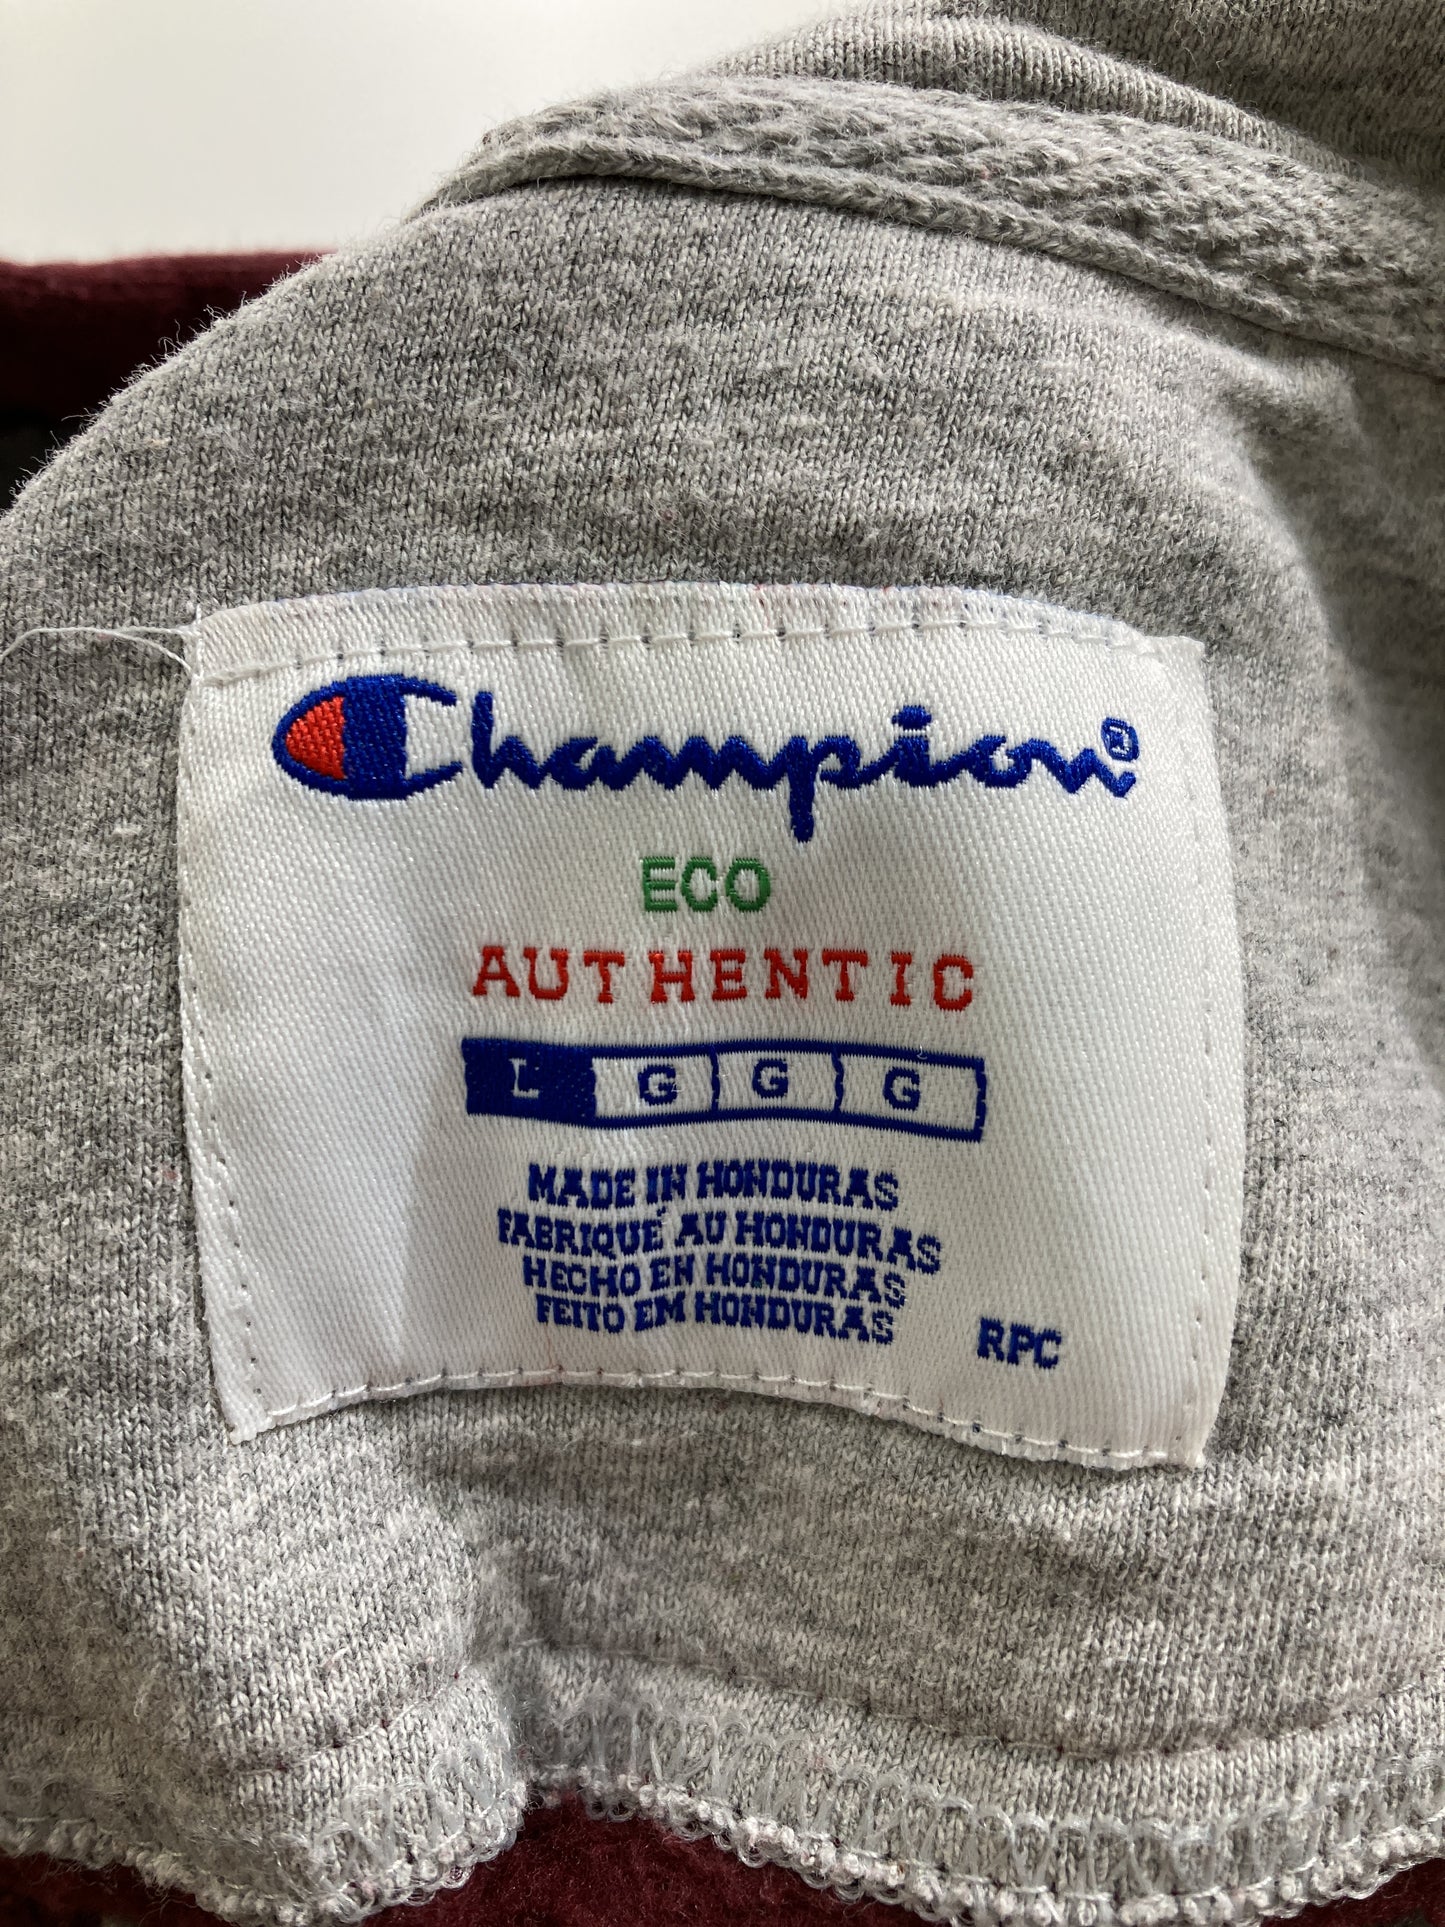 Champion®
ECO
AUTHENTIC
L G G G
MADE IN HONDURAS
FABRIQUÉ AU HONDURAS
HECHO EN HONDURAS
FEITO EM HONDURAS
RPC